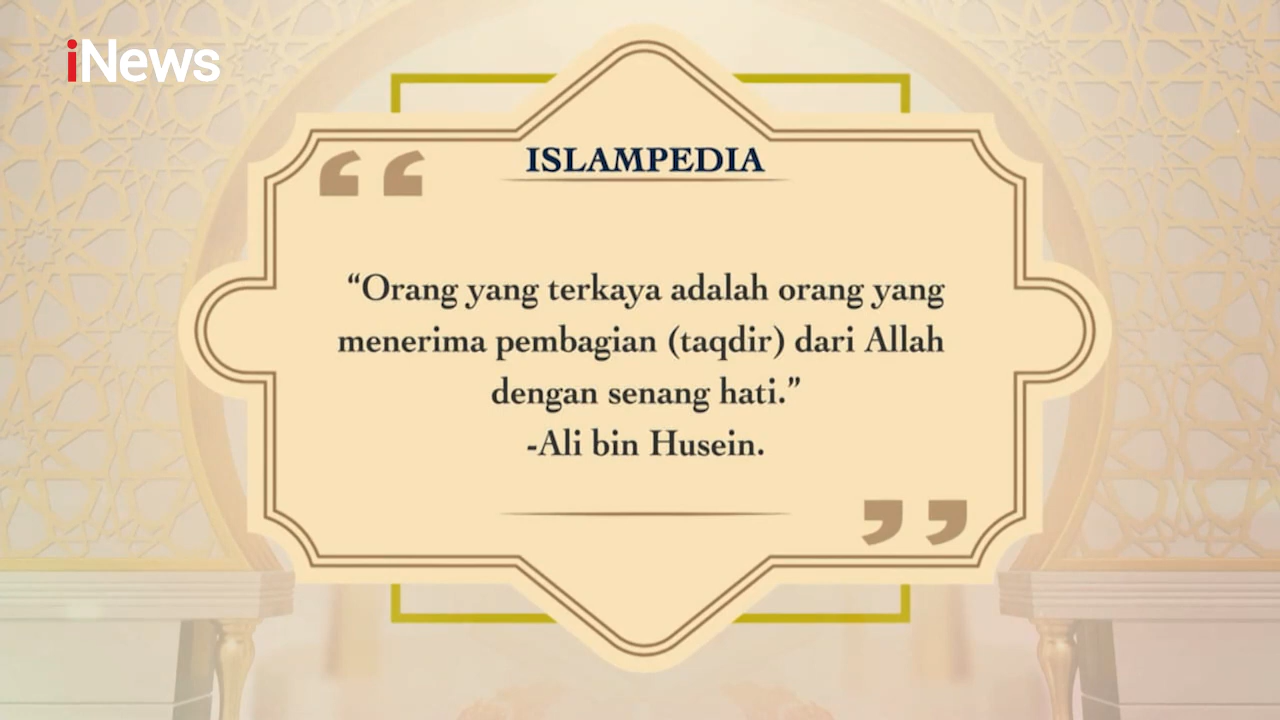 iNews
ISLAMPEDIA
“Orang yang terkaya adalah orang yang
menerima pembagian (taqdir) dari Allah
dengan senang hati.”
-Ali bin Husein.